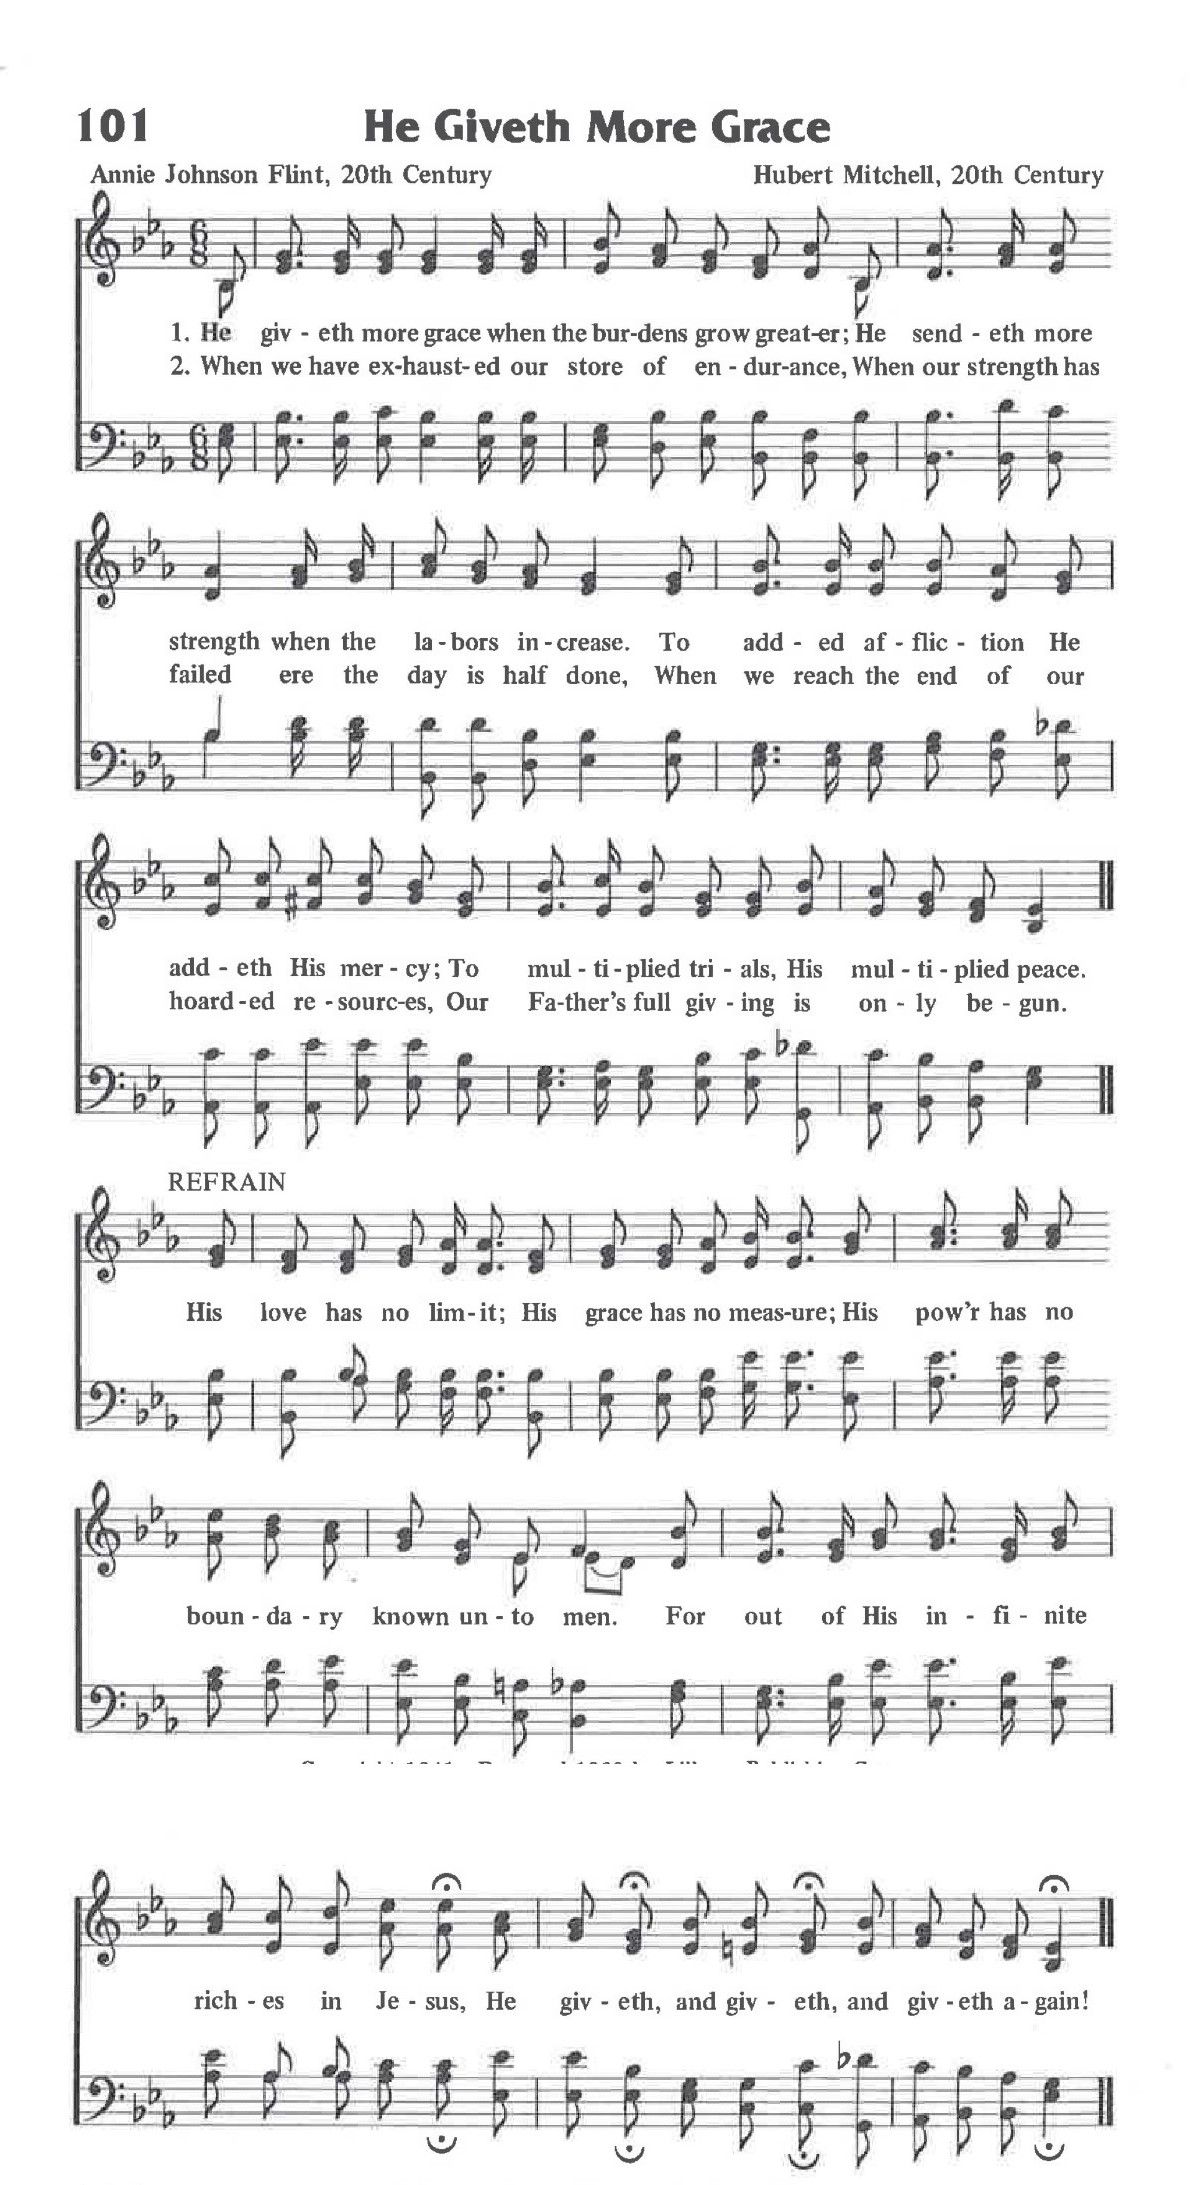 101 He Giveth More Grace
Annie Johnson Flint, 20th Century Hubert Mitchell, 20th Century
1. He giv - eth more grace when the bur-dens grow great-er; He send - eth more
2. When we have ex-haust-ed our store of en - dur-ance, When our strength has
strength when the la-bors in-crease. To add - ed af - flic - tion He
failed ere the day is half done, When we reach the end of our
add - eth His mer - cy; To mul - ti - plied tri - als, His mul - ti - plied peace.
hoard-ed re - sourc-es, Our Fa-ther's full giv - ing is on - ly be - gun.
REFRAIN
His love has no lim-it; His grace has no meas-ure; His pow'r has no
boun - da - ry known un - to men. For out of His in - fi - nite
rich - es in Je - sus, He giv - eth, and giv - eth, and giv - eth a - gain!